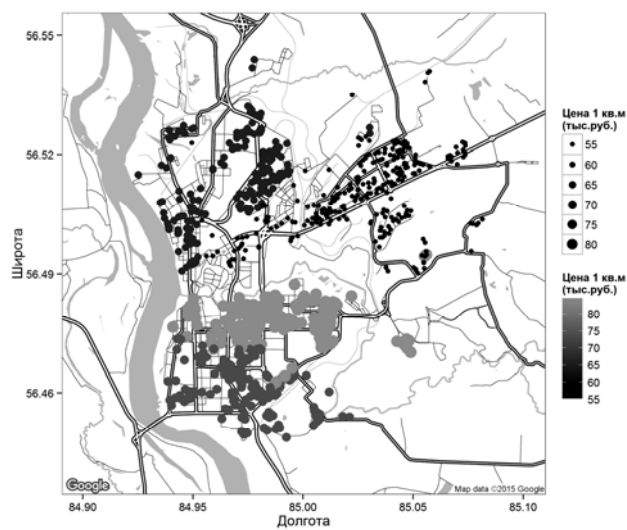 56.55
56.52
56.49
56.46
Широта
84.90
84.95
85.00
85.05
85.10
Долгота
Google
Map data ©2015 Google
Цена 1 кв.м
(тыс.руб.)
55
60
65
70
75
80
Цена 1 кв.м
(тыс.руб.)
80
75
70
65
60
55